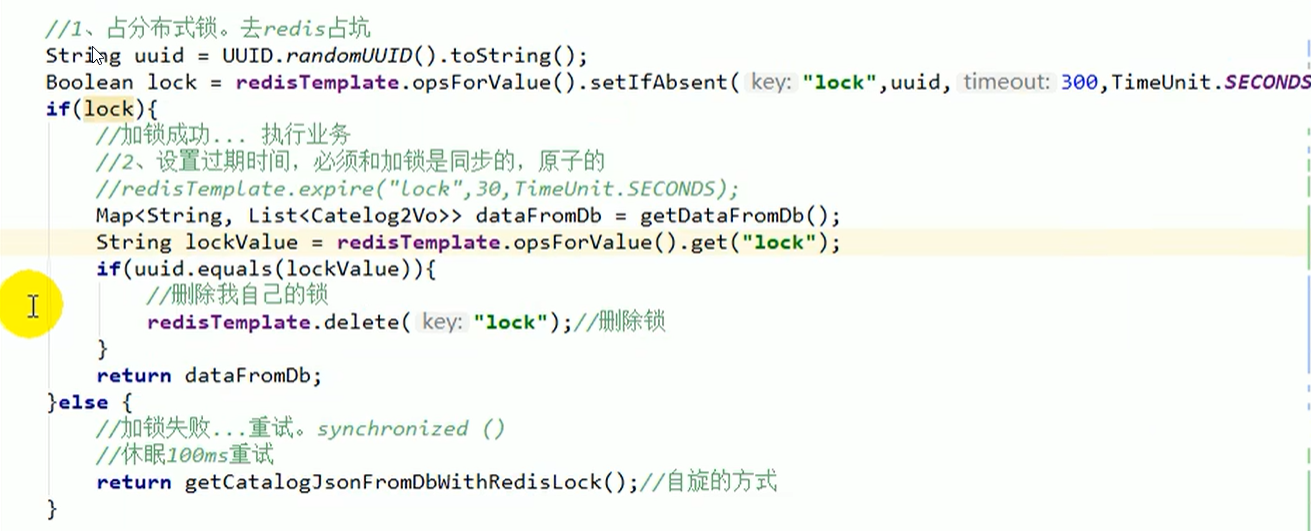 //1、占分布式锁。去redis占坑
String uuid = UUID.randomUUID().toString();
Boolean lock = redisTemplate.opsForValue().setIfAbsent( key: "lock",uuid, timeout: 300,TimeUnit.SECONDS
if(lock){
//加锁成功... 执行业务
//2、设置过期时间，必须和加锁是同步的，原子的
//redisTemplate.expire("lock",30,TimeUnit.SECONDS);
Map<String, List<Catelog2Vo>> dataFromDb = getDataFromDb();
String lockValue = redisTemplate.opsForValue().get("lock");
if(uuid.equals(lockValue)){
//删除我自己的锁
redisTemplate.delete( key: "lock");//删除锁
}
return dataFromDb;
}else {
//加锁失败...重试。synchronized ()
//休眠100ms重试
return getCatalogJsonFromDbWithRedisLock();//自旋的方式
}